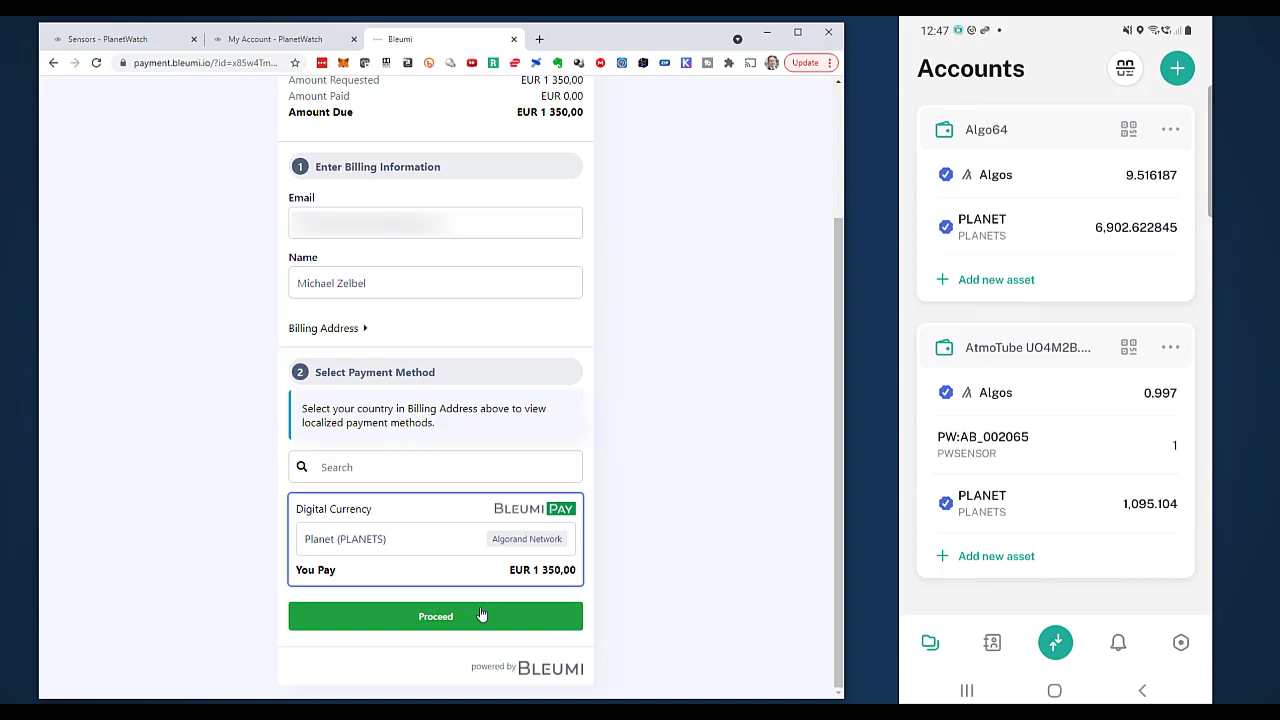 Sensors - PlanetWatch
My Account - PlanetWatch
Bleumi
payment.bleumi.io/?id=x85w4Tm...
Update
Amount Requested EUR 1 350,00
Amount Paid EUR 0,00
Amount Due EUR 1 350,00
1 Enter Billing Information
Email
Name
Michael Zelbel
Billing Address
2 Select Payment Method
Select your country in Billing Address above to view
localized payment methods.
Search
Digital Currency BLEUMI PAY
Planet (PLANETS) Algorand Network
You Pay EUR 1 350,00
Proceed
powered by BLEUMI
12:47
Accounts
Algo64
Algos 9.516187
PLANET
PLANETS
6,902.622845
Add new asset
AtmoTube UO4M2B....
Algos 0.997
PW:AB_002065
PWSENSOR
1
PLANET
PLANETS
1,095.104
Add new asset